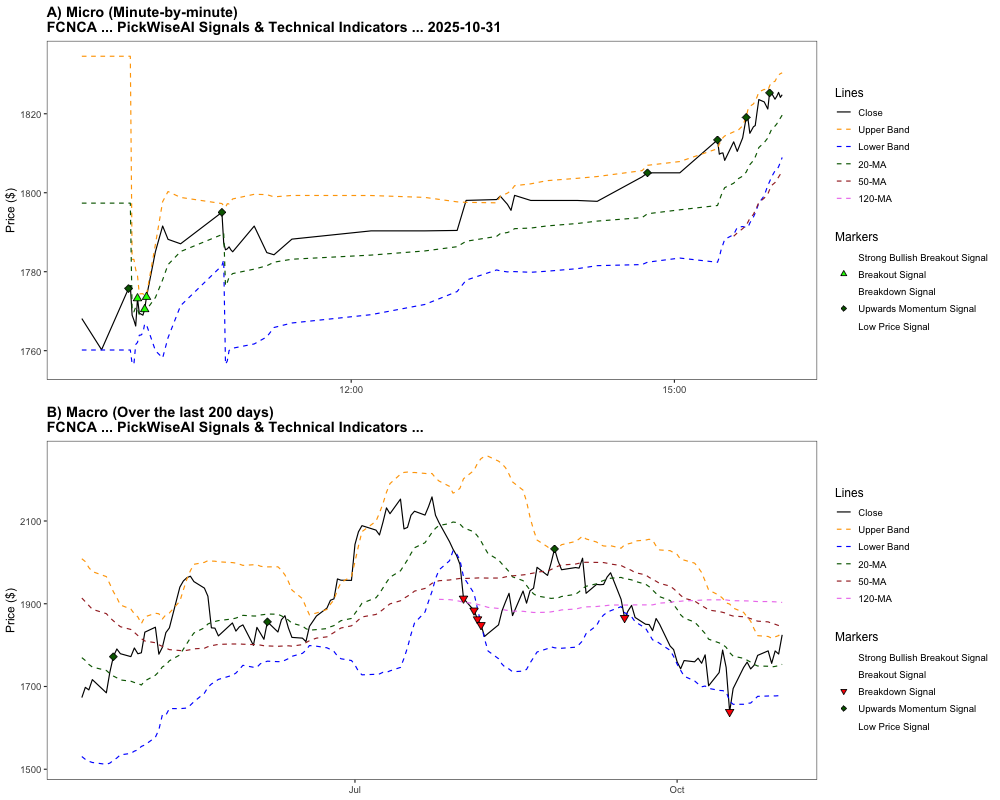 A) Micro (Minute-by-minute)
FCNCA ... PickWiseAI Signals & Technical Indicators ... 2025-10-31
Price ($)
1820
1800
1780
1760
12:00
15:00
Lines
Close
Upper Band
Lower Band
20-MA
50-MA
120-MA
Markers
Strong Bullish Breakout Signal
Breakout Signal
Breakdown Signal
Upwards Momentum Signal
Low Price Signal
B) Macro (Over the last 200 days)
FCNCA ... PickWiseAI Signals & Technical Indicators ...
Price ($)
2100
1900
1700
1500
Jul
Oct
Lines
Close
Upper Band
Lower Band
20-MA
50-MA
120-MA
Markers
Strong Bullish Breakout Signal
Breakout Signal
Breakdown Signal
Upwards Momentum Signal
Low Price Signal